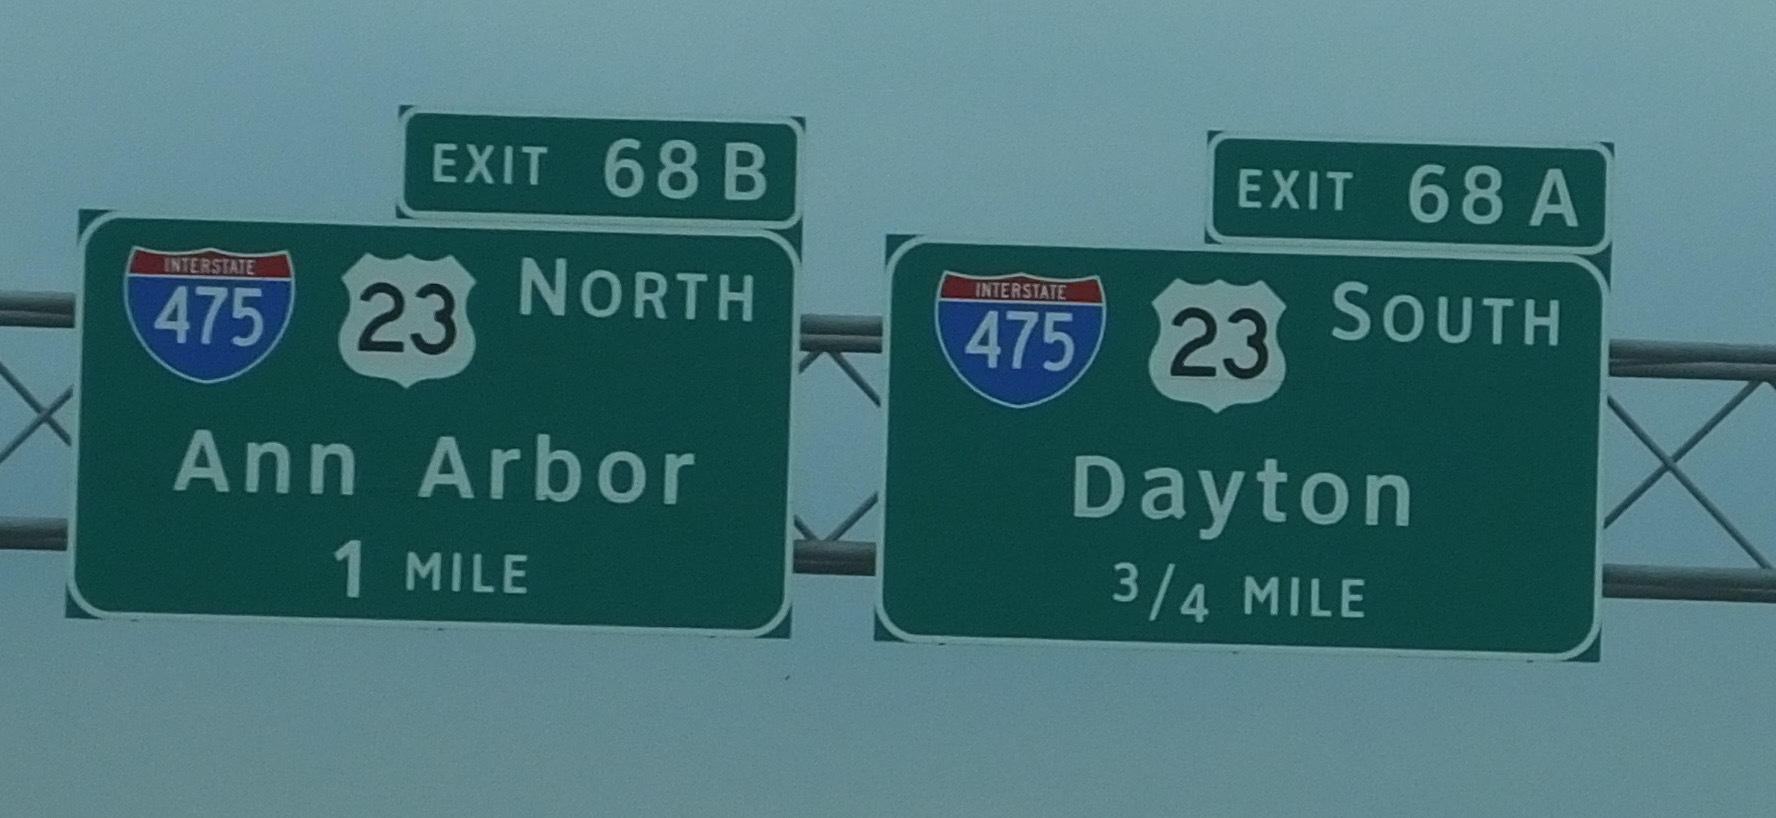 EXIT 68 B
INTERSTATE 475 23 NORTH
Ann Arbor
1 MILE
EXIT 68 A
INTERSTATE 475 23 SOUTH
Dayton
3/4 MILE